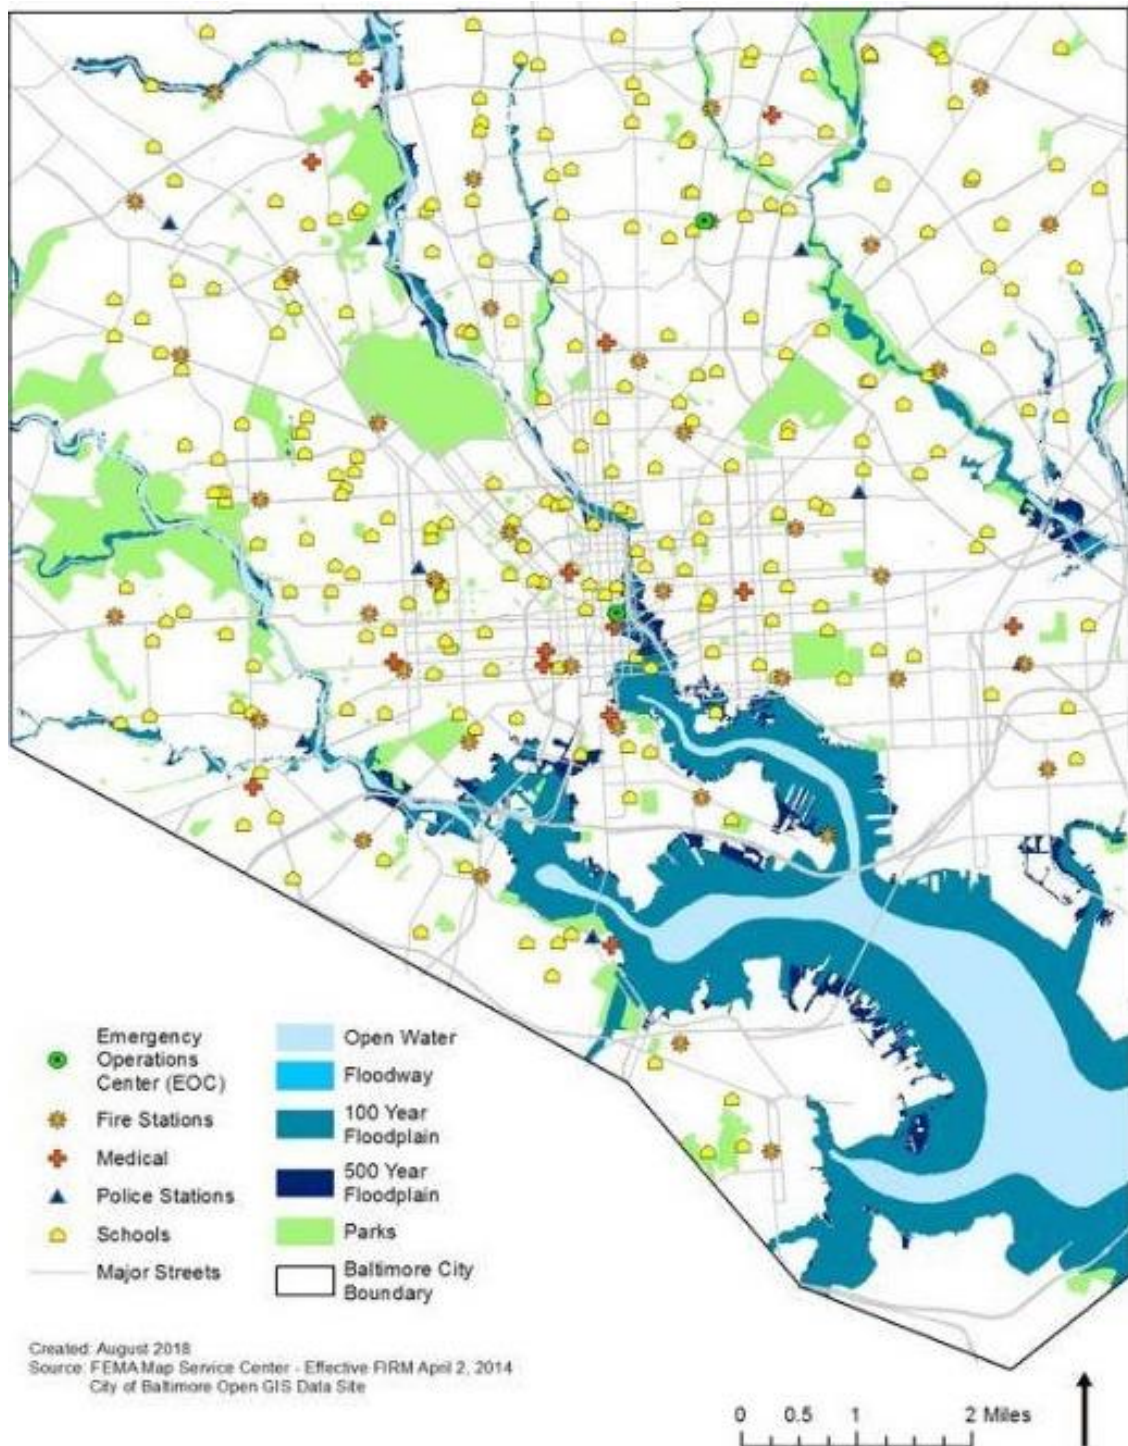 Emergency
Operations
Center (EOC)
Fire Stations
Medical
Police Stations
Schools
Major Streets
Open Water
Floodway
100 Year
Floodplain
500 Year
Floodplain
Parks
Baltimore City
Boundary
Created: August 2018
Source: FEMA Map Service Center - Effective FIRM April 2, 2014
City of Baltimore Open GIS Data Site
0 0.5 1 2 Miles